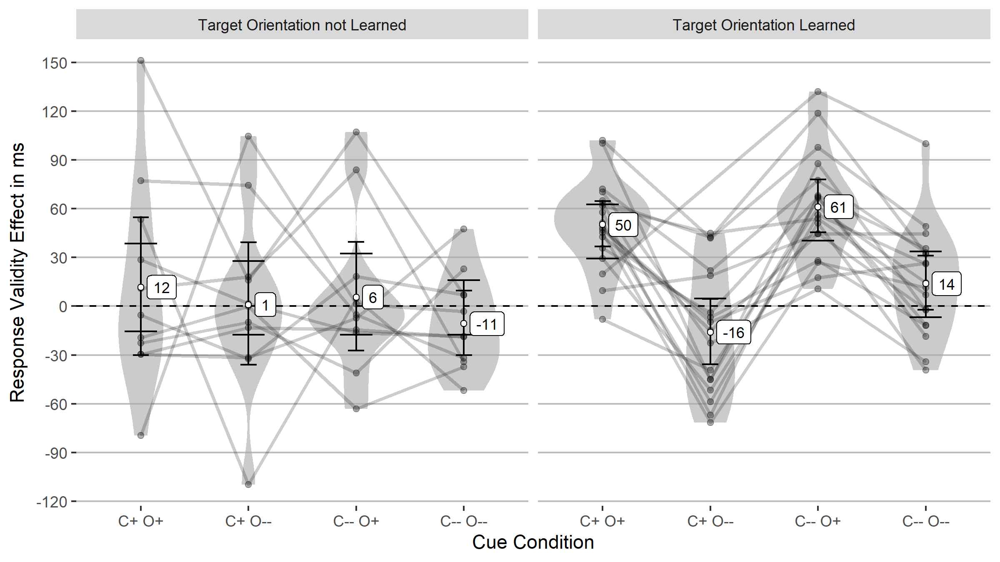 Target Orientation not Learned
Target Orientation Learned
Response Validity Effect in ms
150
120
90
60
30
0
-30
-60
-90
-120
12
1
6
-11
50
-16
61
14
C+ O+
C+ O--
C-- O+
C-- O--
C+ O+
C+ O--
C-- O+
C-- O--
Cue Condition